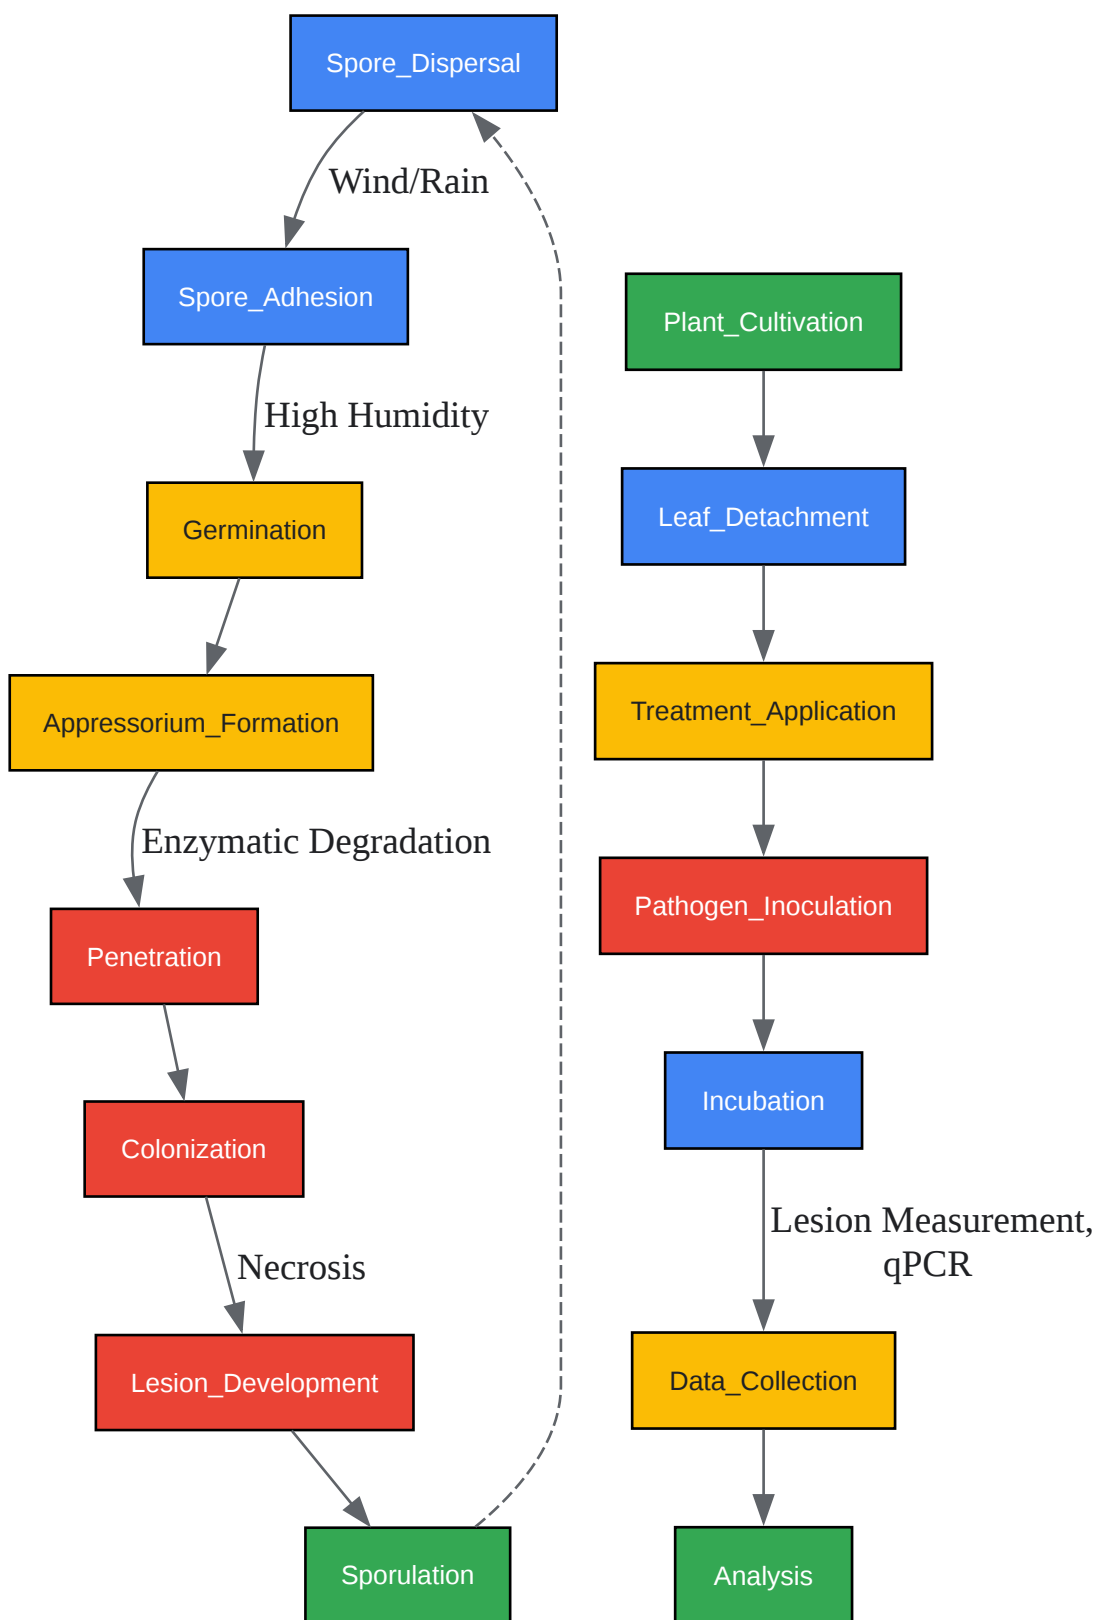 Spore_Dispersal
Wind/Rain
Spore_Adhesion
High Humidity
Germination
Appressorium_Formation
Enzymatic Degradation
Penetration
Colonization
Necrosis
Lesion_Development
Sporulation
Plant_Cultivation
Leaf_Detachment
Treatment_Application
Pathogen_Inoculation
Incubation
Lesion Measurement,
qPCR
Data_Collection
Analysis